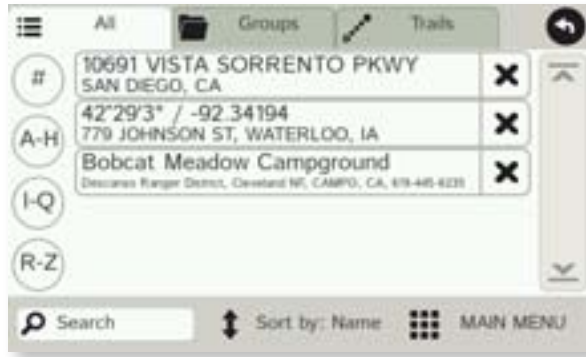 All
Groups
Trails
#
10691 VISTA SORRENTO PKWY
SAN DIEGO, CA
A-H
42°29'3" / -92.34194
779 JOHNSON ST, WATERLOO, IA
Bobcat Meadow Campground
Descanso Ranger District, Cleveland NF, CAMPO, CA, 619-445-6235
I-Q
R-Z
Search
Sort by: Name
MAIN MENU